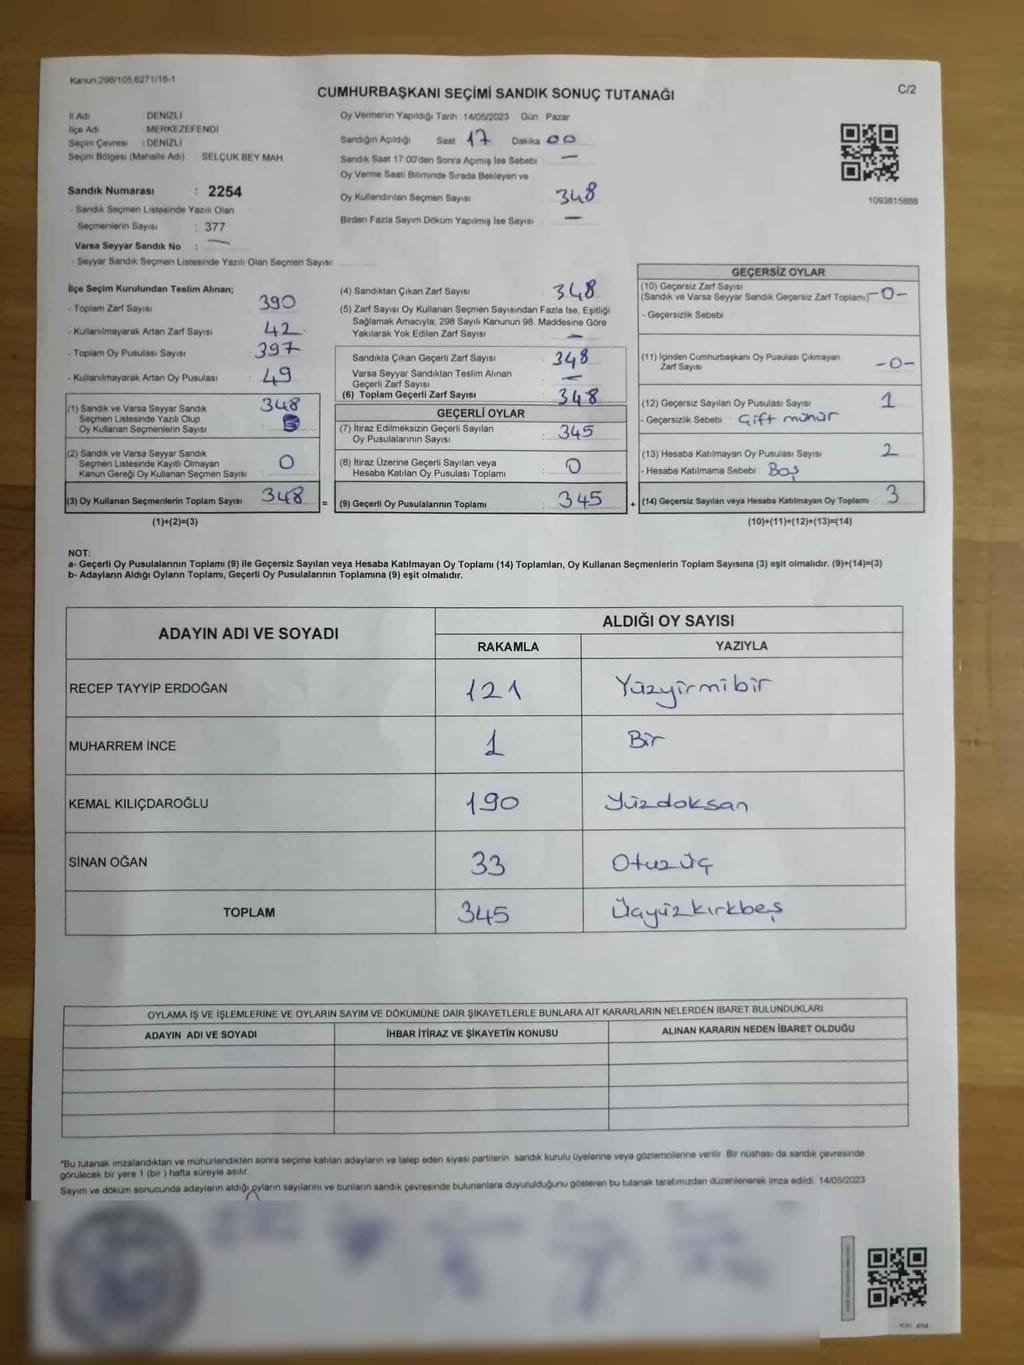 Kanun 298/105,6271/18-1
C/2
CUMHURBAŞKANI SEÇİMİ SANDIK SONUÇ TUTANAĞI
İl Adı DENİZLİ
İlçe Adı MERKEZEFENDİ
Seçim Çevresi : DENİZLİ
Seçim Bölgesi (Mahalle Adı) SELÇUK BEY MAH
Sandık Numarası : 2254
- Sandık Seçmen Listesinde Yazılı Olan
Seçmenlerin Sayısı : 377
Varsa Seyyar Sandık No : —
- Seyyar Sandık Seçmen Listesinde Yazılı Olan Seçmen Sayısı:
Oy Vermenin Yapıldığı Tarih 14/05/2023 Gün Pazar
Sandığın Açıldığı Saat 17 Dakika 00
Sandık Saat 17:00'den Sonra Açımış İse Sebebi : —
Oy Verme Saati Bitiminde Sırada Bekleyen ve
Oy Kullandırılan Seçmen Sayısı 348
Birden Fazla Sayım Döküm Yapılmış İse Sayısı : —
1093815886
İlçe Seçim Kurulundan Teslim Alınan;
- Toplam Zarf Sayısı : 390
- Kullanılmayarak Artan Zarf Sayısı : 42
- Toplam Oy Pusulası Sayısı : 397
- Kullanılmayarak Artan Oy Pusulası : 49
(1) Sandık ve Varsa Seyyar Sandık 348
Seçmen Listesinde Yazılı Olup
Oy Kullanan Seçmenlerin Sayısı
(2) Sandık ve Varsa Seyyar Sandık
Seçmen Listesinde Kayıtlı Olmayan 0
Kanun Gereği Oy Kullanan Seçmen Sayısı
(3) Oy Kullanan Seçmenlerin Toplam Sayısı 348 =
(1)+(2)=(3)
(4) Sandıktan Çıkan Zarf Sayısı 348
(5) Zarf Sayısı Oy Kullanan Seçmen Sayısından Fazla İse, Eşitliği
Sağlamak Amacıyla, 298 Sayılı Kanunun 98. Maddesine Göre
Yakılarak Yok Edilen Zarf Sayısı : —
Sandıkta Çıkan Geçerli Zarf Sayısı : 348
Varsa Seyyar Sandıktan Teslim Alınan
Geçerli Zarf Sayısı : —
(6) Toplam Geçerli Zarf Sayısı : 348
GEÇERLİ OYLAR
(7) İtiraz Edilmeksizin Geçerli Sayılan
Oy Pusulalarının Sayısı : 345
(8) İtiraz Üzerine Geçerli Sayılan veya
Hesaba Katılan Oy Pusulası Toplamı : 0
(9) Geçerli Oy Pusulalarının Toplamı : 345 +
GEÇERSİZ OYLAR
(10) Geçersiz Zarf Sayısı
(Sandık ve Varsa Seyyar Sandık Geçersiz Zarf Toplamı) -0-
- Geçersizlik Sebebi
(11) İçinden Cumhurbaşkanı Oy Pusulası Çıkmayan
Zarf Sayısı -0-
(12) Geçersiz Sayılan Oy Pusulası Sayısı : 1
- Geçersizlik Sebebi Çift mühür
(13) Hesaba Katılmayan Oy Pusulası Sayısı : 2
- Hesaba Katılmama Sebebi : Boş
(14) Geçersiz Sayılan veya Hesaba Katılmayan Oy Toplamı : 3
(10)+(11)+(12)+(13)=(14)
NOT:
a- Geçerli Oy Pusulalarının Toplamı (9) ile Geçersiz Sayılan veya Hesaba Katılmayan Oy Toplamı (14) Toplamları, Oy Kullanan Seçmenlerin Toplam Sayısına (3) eşit olmalıdır. (9)+(14)=(3)
b- Adayların Aldığı Oyların Toplamı, Geçerli Oy Pusulalarının Toplamına (9) eşit olmalıdır.
ADAYIN ADI VE SOYADI
ALDIĞI OY SAYISI
RAKAMLA YAZIYLA
RECEP TAYYİP ERDOĞAN 121 Yüzyirmibir
MUHARREM İNCE 1 Bir
KEMAL KILIÇDAROĞLU 190 Yüzdoksan
SİNAN OĞAN 33 Otuzüç
TOPLAM 345 Üçyüzkırkbeş
OYLAMA İŞ VE İŞLEMLERİNE VE OYLARIN SAYIM VE DÖKÜMÜNE DAİR ŞİKAYETLERLE BUNLARA AİT KARARLARIN NELERDEN İBARET BULUNDUKLARI
ADAYIN ADI VE SOYADI İHBAR İTİRAZ VE ŞİKAYETİN KONUSU ALINAN KARARIN NEDEN İBARET OLDUĞU
*Bu tutanak imzalandıktan ve mühürlendikten sonra seçime katılan adayların ve talep eden siyasi partilerin sandık kurulu üyelerine veya gözlemcilerine verilir. Bir nüshası da sandık çevresinde
görülecek bir yere 1 (bir ) hafta süreyle asılır.
Sayım ve döküm sonucunda adayların aldığı oyların sayılarını ve bunların sandık çevresinde bulunanlara duyurulduğunu gösteren bu tutanak tarafımızdan düzenlenerek imza edildi. 14/05/2023